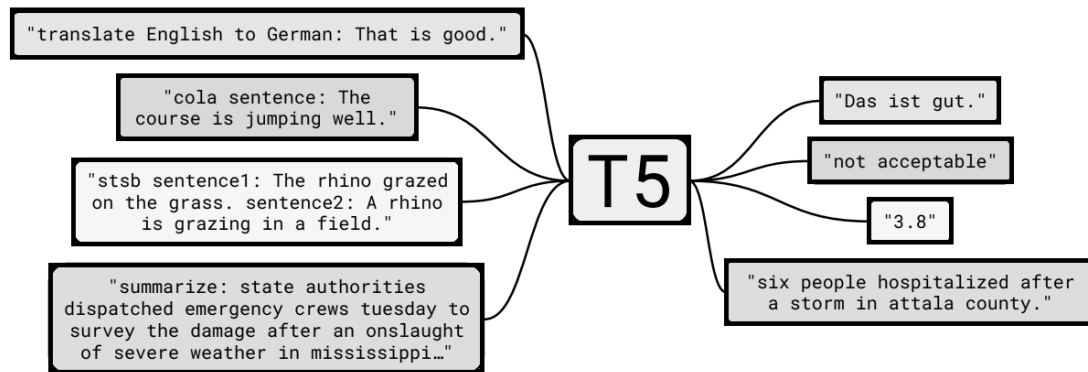 "translate English to German: That is good."
"cola sentence: The
course is jumping well."
"stsb sentence1: The rhino grazed
on the grass. sentence2: A rhino
is grazing in a field."
"summarize: state authorities
dispatched emergency crews tuesday to
survey the damage after an onslaught
of severe weather in mississippi…"
T5
"Das ist gut."
"not acceptable"
"3.8"
"six people hospitalized after
a storm in attala county."